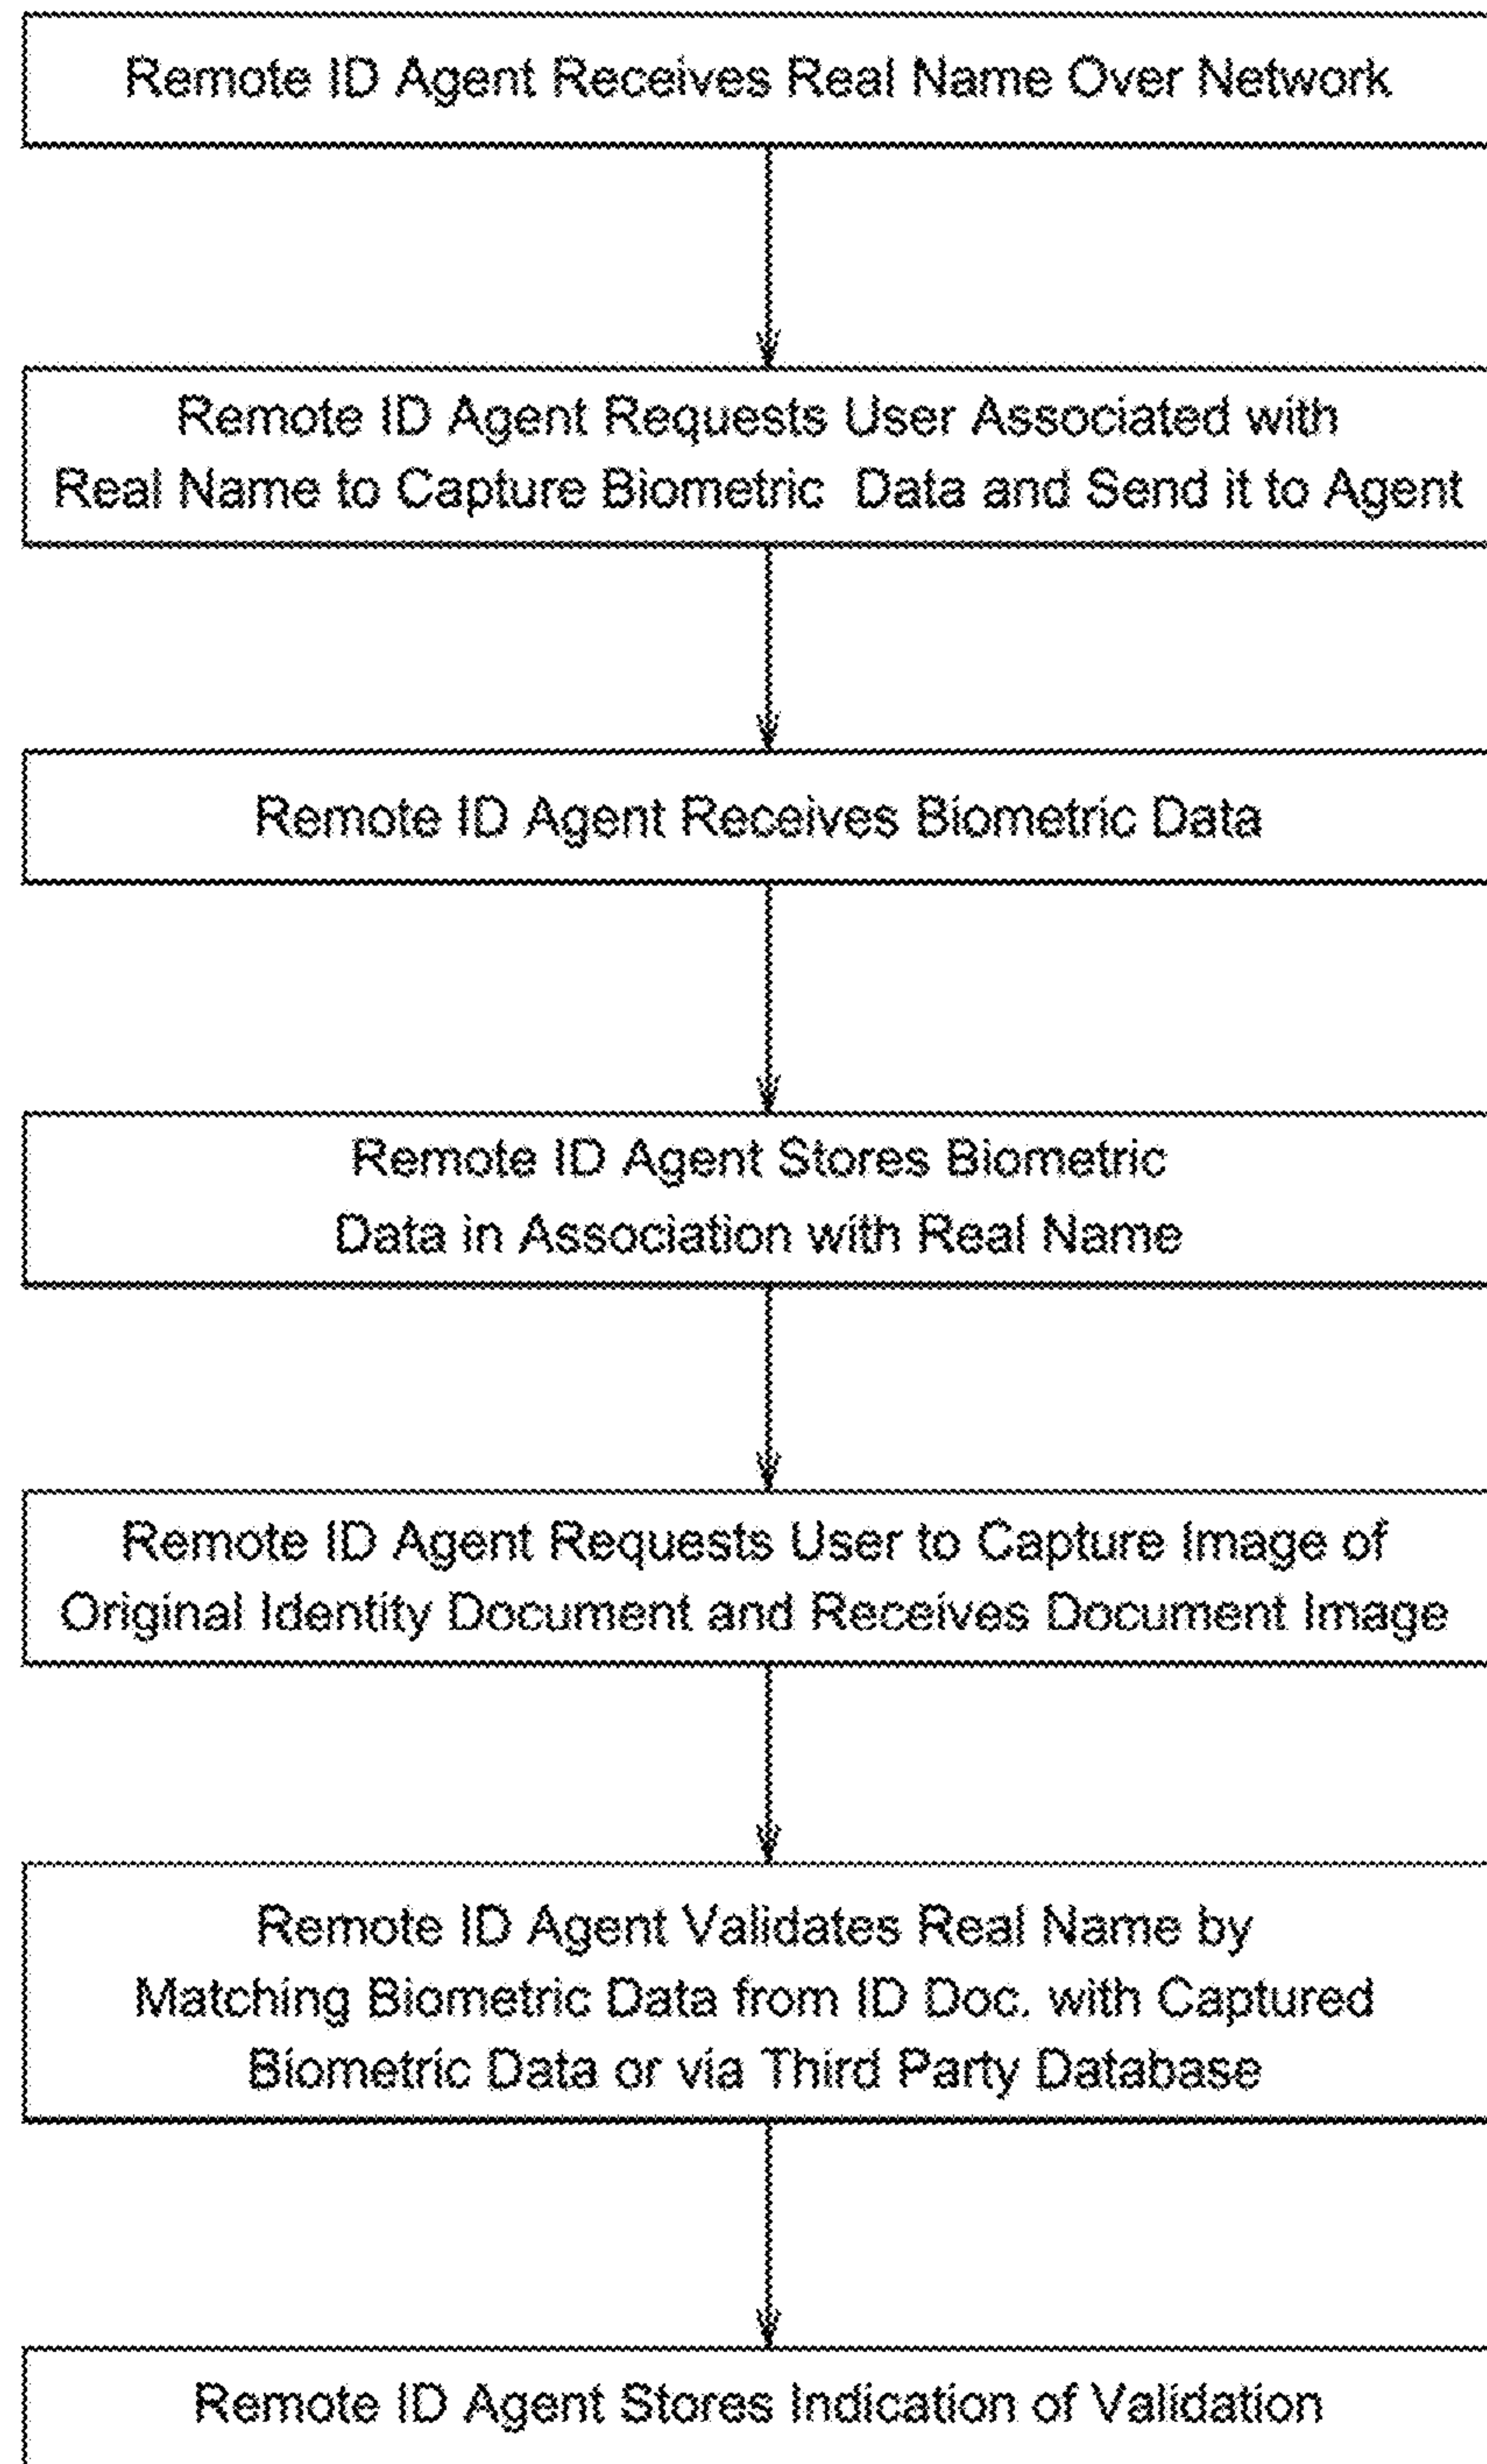 Remote ID Agent Receives Real Name Over Network
Remote ID Agent Requests User Associated with
Real Name to Capture Biometric Data and Send it to Agent
Remote ID Agent Receives Biometric Data
Remote ID Agent Stores Biometric
Data in Association with Real Name
Remote ID Agent Requests User to Capture Image of
Original Identity Document and Receives Document Image
Remote ID Agent Validates Real Name by
Matching Biometric Data from ID Doc. with Captured
Biometric Data or via Third Party Database
Remote ID Agent Stores Indication of Validation